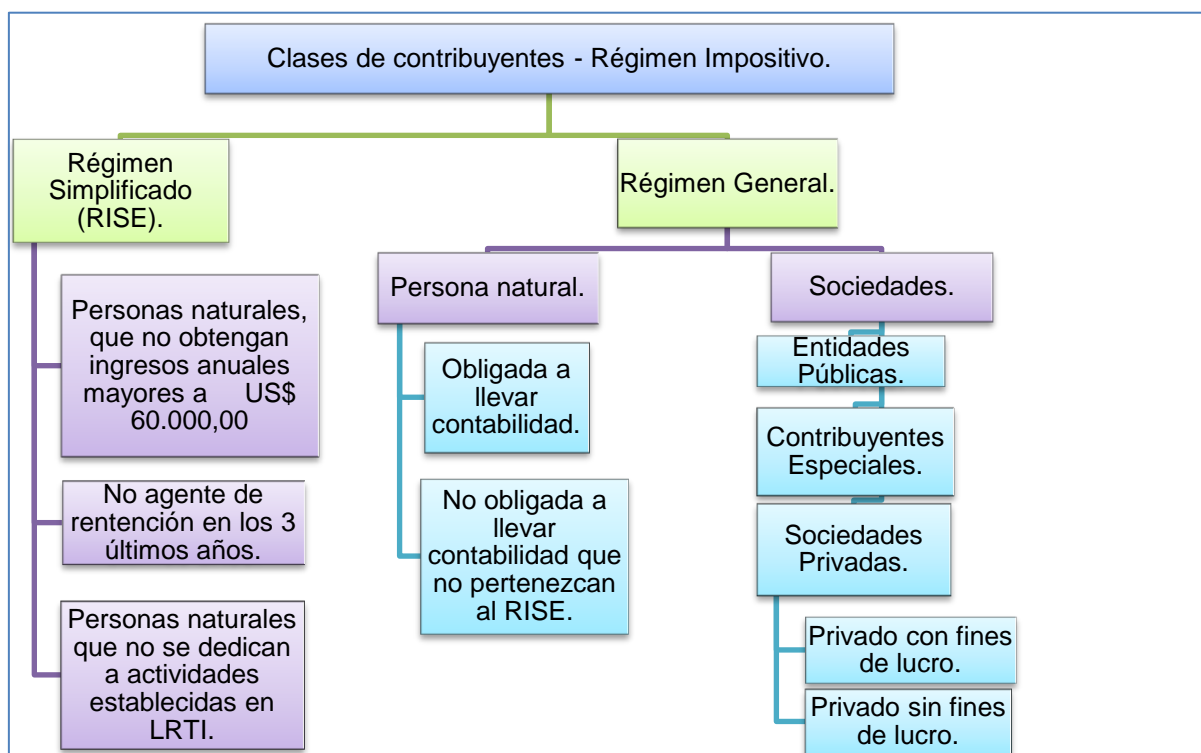 Clases de contribuyentes - Régimen Impositivo.
Régimen
Simplificado
(RISE).
Personas naturales,
que no obtengan
ingresos anuales
mayores a US$
60.000,00
No agente de
rentención en los 3
últimos años.
Personas naturales
que no se dedican
a actividades
establecidas en
LRTI.
Régimen General.
Persona natural.
Obligada a
llevar
contabilidad.
No obligada a
llevar
contabilidad que
no pertenezcan
al RISE.
Sociedades.
Entidades
Públicas.
Contribuyentes
Especiales.
Sociedades
Privadas.
Privado con fines
de lucro.
Privado sin fines
de lucro.